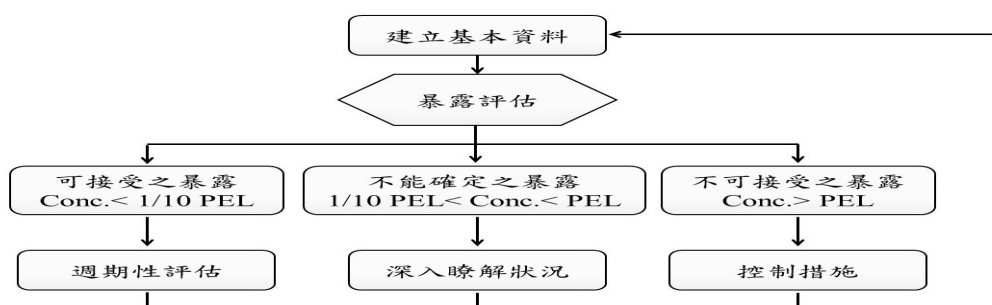 建立基本資料
暴露評估
可接受之暴露
Conc.< 1/10 PEL
不能確定之暴露
1/10 PEL< Conc.< PEL
不可接受之暴露
Conc.> PEL
週期性評估
深入瞭解狀況
控制措施